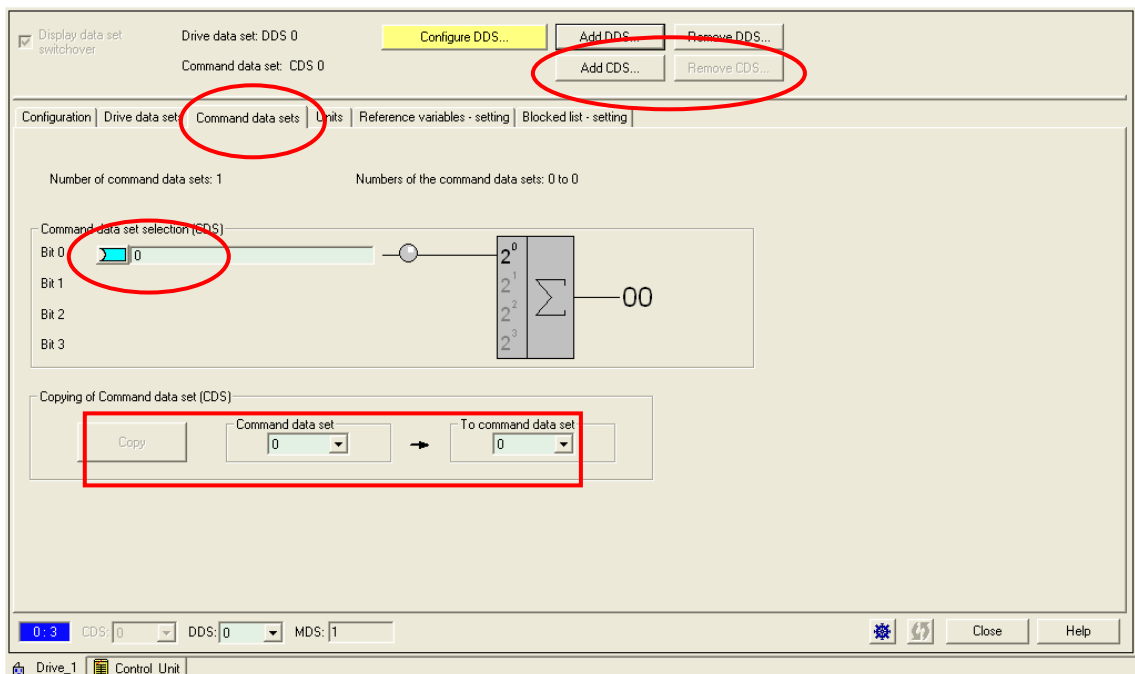 Display data set switchover
Drive data set: DDS 0
Configure DDS...
Add DDS...
Remove DDS...
Command data set: CDS 0
Add CDS...
Remove CDS...
Configuration
Drive data sets
Command data sets
Units
Reference variables - setting
Blocked list - setting
Number of command data sets: 1
Numbers of the command data sets: 0 to 0
Command data set selection (CDS)
Bit 0
0
2^0
Bit 1
2^1
Bit 2
2^2
Bit 3
2^3
Σ
00
Copying of Command data set (CDS)
Copy
Command data set
0
To command data set
0
0 : 3
CDS: 0
DDS: 0
MDS: 1
Close
Help
Drive_1
Control Unit